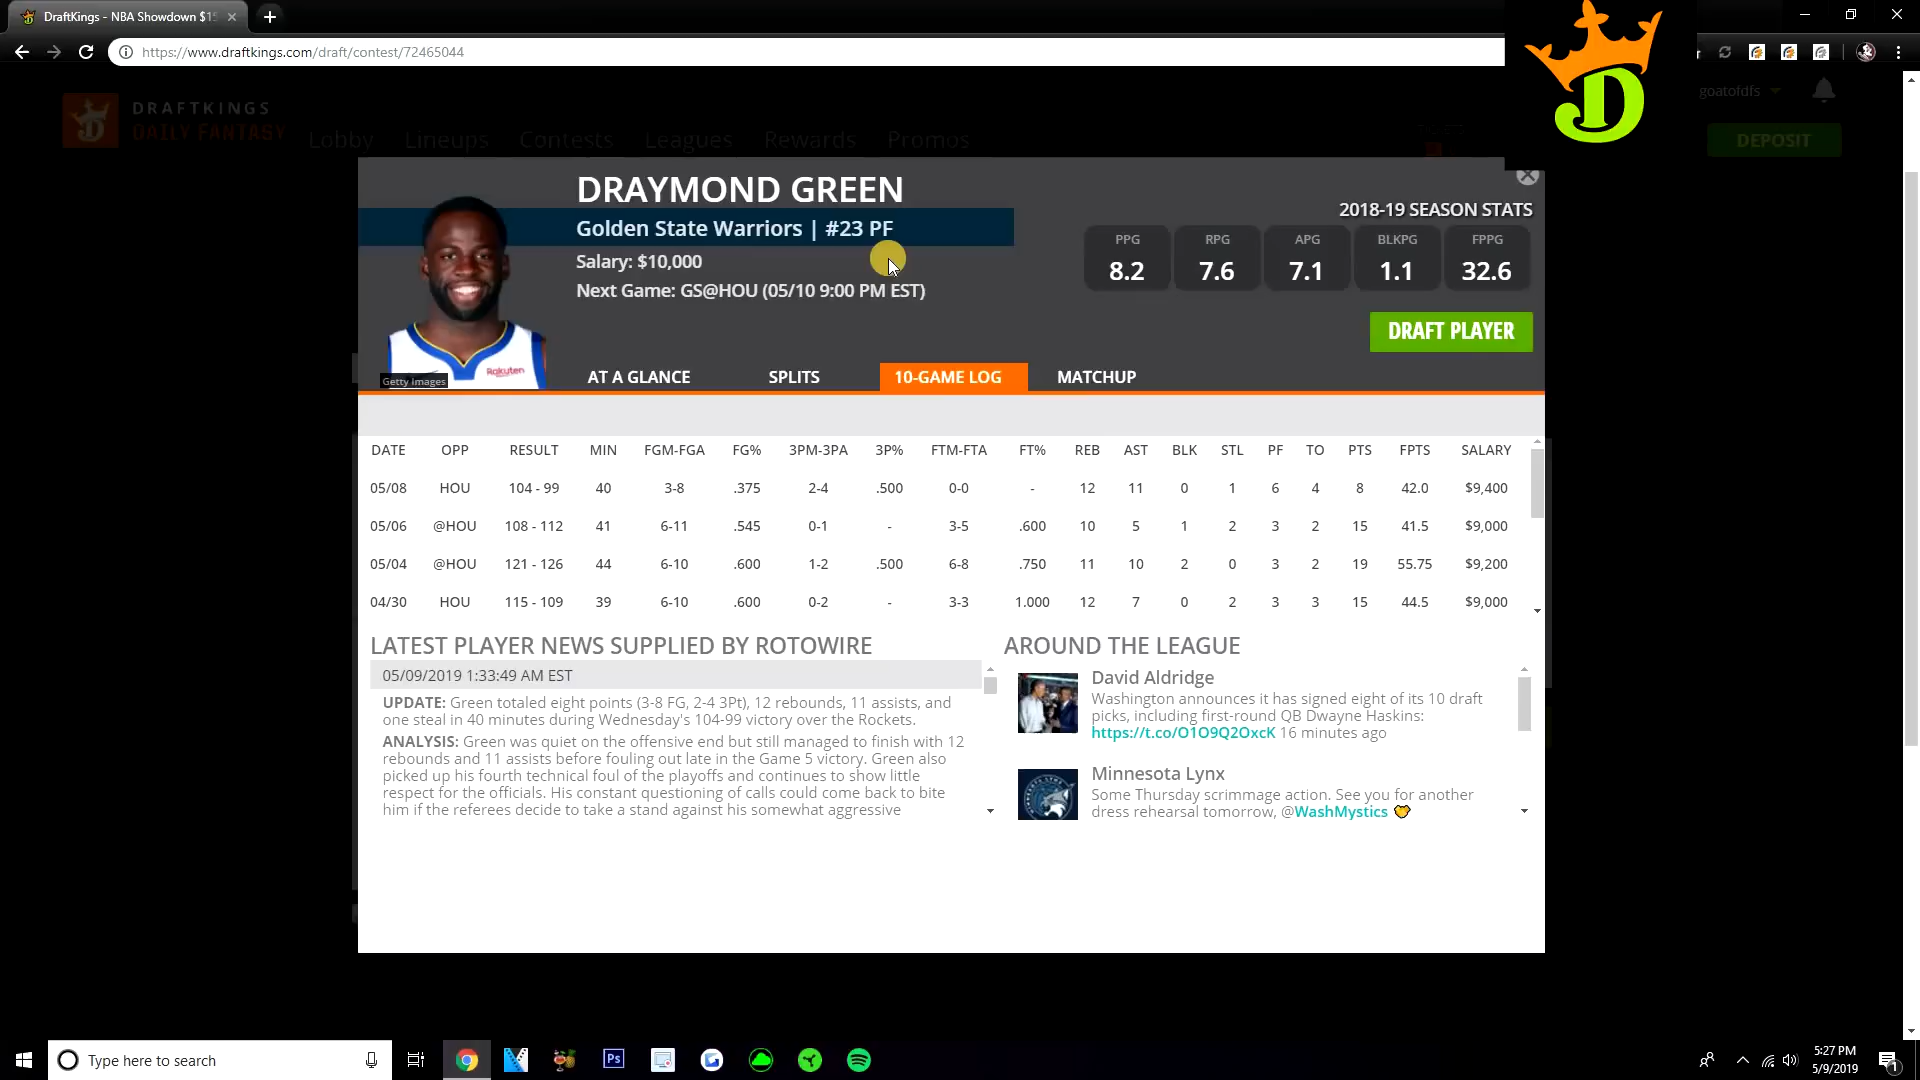 DraftKings - NBA Showdown $15
https://www.draftkings.com/draft/contest/72465044
DRAFTKINGS
DAILY FANTASY
Lobby Lineups Contests Leagues Rewards Promos
goatofdfs
DEPOSIT
DRAYMOND GREEN
Golden State Warriors | #23 PF
Salary: $10,000
Next Game: GS@HOU (05/10 9:00 PM EST)
2018-19 SEASON STATS
PPG RPG APG BLKPG FPPG
8.2 7.6 7.1 1.1 32.6
DRAFT PLAYER
Rakuten
Getty Images
AT A GLANCE SPLITS 10-GAME LOG MATCHUP
DATE OPP RESULT MIN FGM-FGA FG% 3PM-3PA 3P% FTM-FTA FT% REB AST BLK STL PF TO PTS FPTS SALARY
05/08 HOU 104 - 99 40 3-8 .375 2-4 .500 0-0 - 12 11 0 1 6 4 8 42.0 $9,400
05/06 @HOU 108 - 112 41 6-11 .545 0-1 - 3-5 .600 10 5 1 2 3 2 15 41.5 $9,000
05/04 @HOU 121 - 126 44 6-10 .600 1-2 .500 6-8 .750 11 10 2 0 3 2 19 55.75 $9,200
04/30 HOU 115 - 109 39 6-10 .600 0-2 - 3-3 1.000 12 7 0 2 3 3 15 44.5 $9,000
LATEST PLAYER NEWS SUPPLIED BY ROTOWIRE
05/09/2019 1:33:49 AM EST
UPDATE: Green totaled eight points (3-8 FG, 2-4 3Pt), 12 rebounds, 11 assists, and
one steal in 40 minutes during Wednesday's 104-99 victory over the Rockets.
ANALYSIS: Green was quiet on the offensive end but still managed to finish with 12
rebounds and 11 assists before fouling out late in the Game 5 victory. Green also
picked up his fourth technical foul of the playoffs and continues to show little
respect for the officials. His constant questioning of calls could come back to bite
him if the referees decide to take a stand against his somewhat aggressive
AROUND THE LEAGUE
David Aldridge
Washington announces it has signed eight of its 10 draft
picks, including first-round QB Dwayne Haskins:
https://t.co/O1O9Q2OxcK 16 minutes ago
Minnesota Lynx
Some Thursday scrimmage action. See you for another
dress rehearsal tomorrow, @WashMystics
Type here to search
Ps
5:27 PM
5/9/2019
1